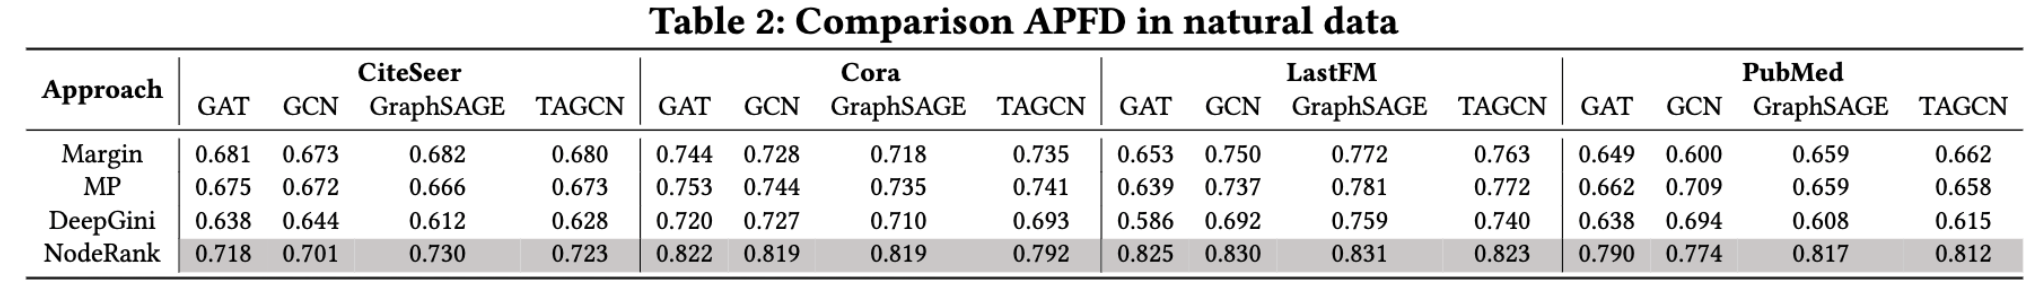 Table 2: Comparison APFD in natural data
Approach CiteSeer Cora LastFM PubMed
GAT GCN GraphSAGE TAGCN GAT GCN GraphSAGE TAGCN GAT GCN GraphSAGE TAGCN GAT GCN GraphSAGE TAGCN
Margin 0.681 0.673 0.682 0.680 0.744 0.728 0.718 0.735 0.653 0.750 0.772 0.763 0.649 0.600 0.659 0.662
MP 0.675 0.672 0.666 0.673 0.753 0.744 0.735 0.741 0.639 0.737 0.781 0.772 0.662 0.709 0.659 0.658
DeepGini 0.638 0.644 0.612 0.628 0.720 0.727 0.710 0.693 0.586 0.692 0.759 0.740 0.638 0.694 0.608 0.615
NodeRank 0.718 0.701 0.730 0.723 0.822 0.819 0.819 0.792 0.825 0.830 0.831 0.823 0.790 0.774 0.817 0.812